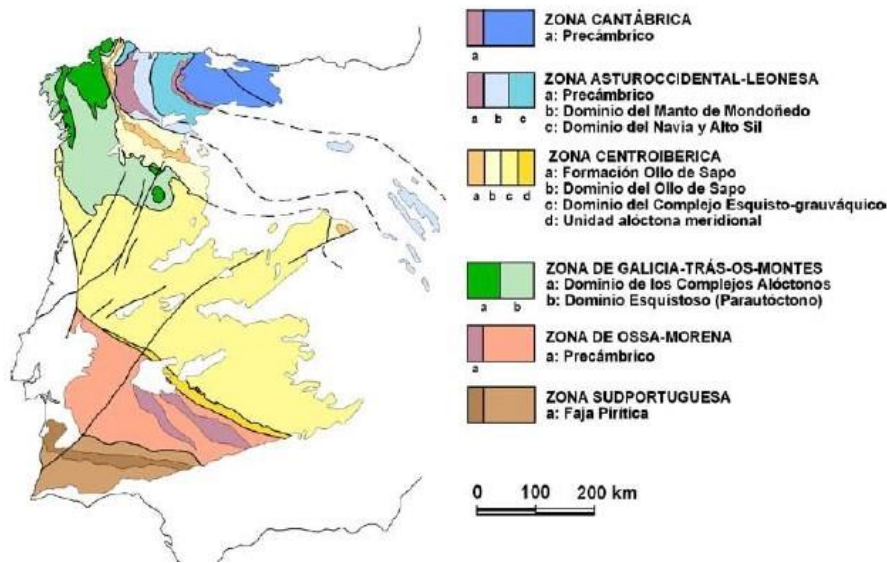 ZONA CANTÁBRICA
a: Precámbrico
a
ZONA ASTUROCCIDENTAL-LEONESA
a: Precámbrico
b: Dominio del Manto de Mondoñedo
c: Dominio del Navia y Alto Sil
a b c
ZONA CENTROIBERICA
a: Formación Ollo de Sapo
b: Dominio del Ollo de Sapo
c: Dominio del Complejo Esquisto-grauváquico
d: Unidad alóctona meridional
a b c d
ZONA DE GALICIA-TRÁS-OS-MONTES
a: Dominio de los Complejos Alóctonos
b: Dominio Esquistoso (Parautóctono)
a b
ZONA DE OSSA-MORENA
a: Precámbrico
a
ZONA SUDPORTUGUESA
a: Faja Pirítica
a
0 100 200 km